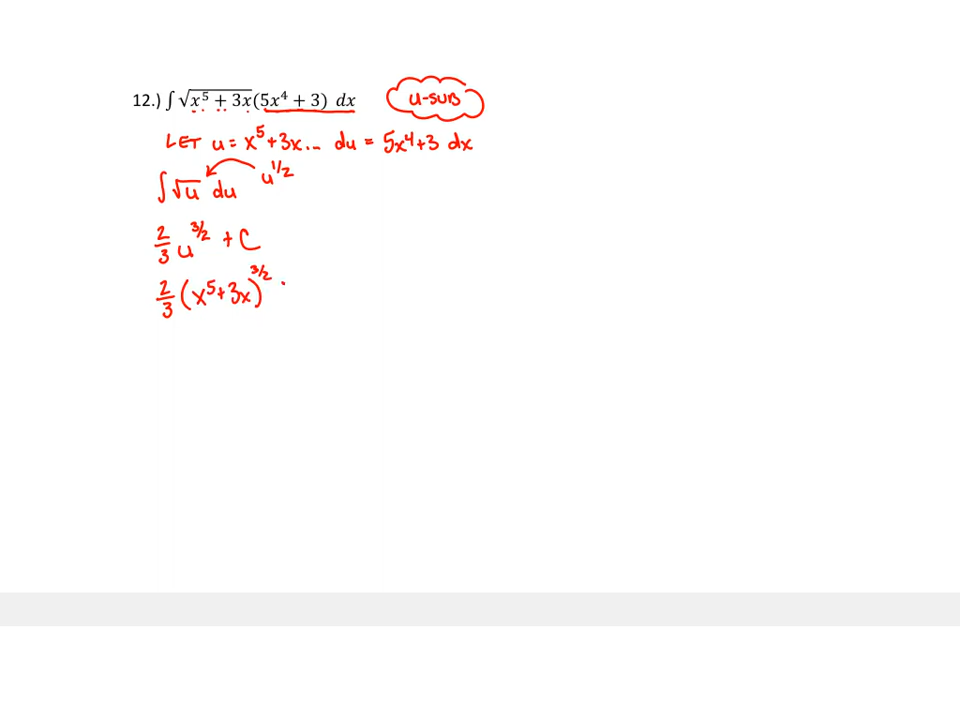 12.) ∫ √(x⁵ + 3x)(5x⁴ + 3) dx
u-sub
LET u = x⁵+3x... du = 5x⁴+3 dx
∫√u du u^(1/2)
2/3 u^(3/2) + C
2/3 (x⁵+3x)^(3/2)